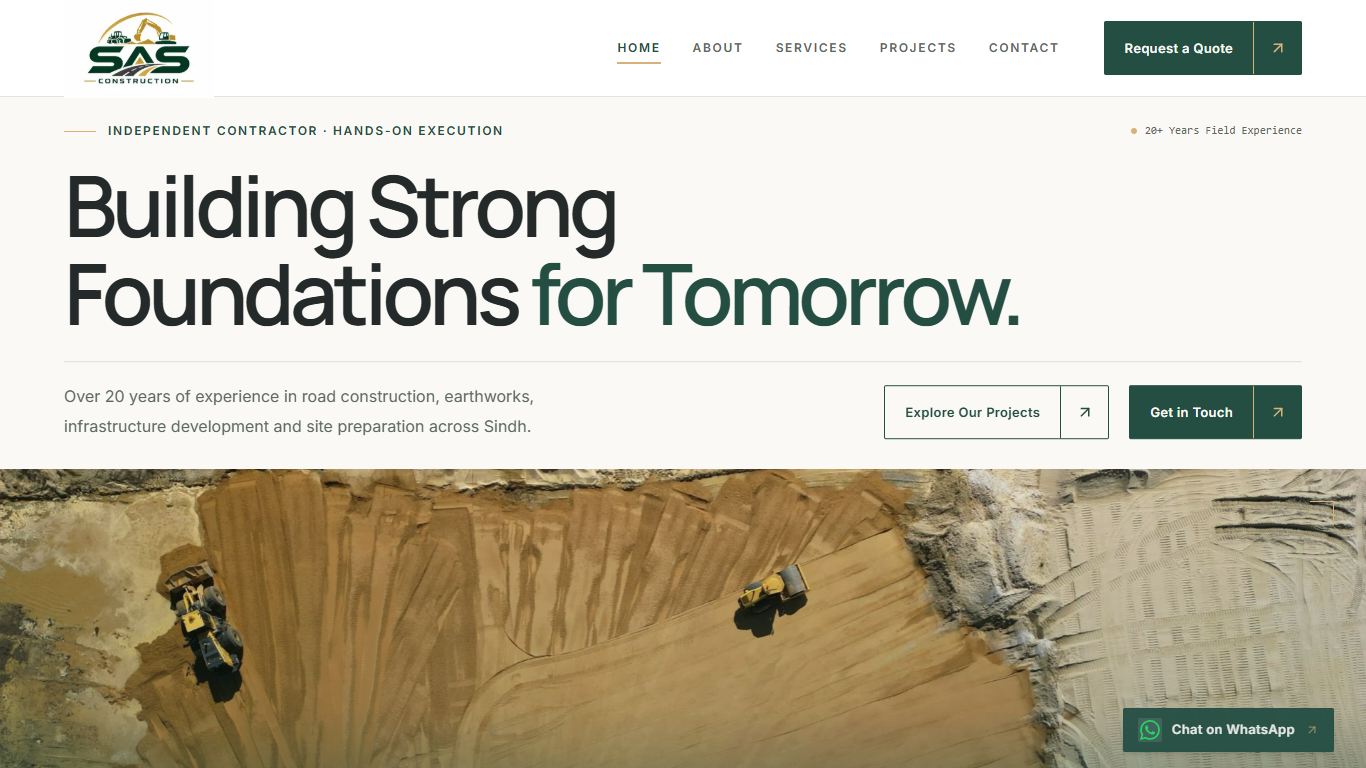 SAS
CONSTRUCTION
HOME
ABOUT
SERVICES
PROJECTS
CONTACT
Request a Quote
INDEPENDENT CONTRACTOR · HANDS-ON EXECUTION
20+ Years Field Experience
Building Strong
Foundations for Tomorrow.
Over 20 years of experience in road construction, earthworks,
infrastructure development and site preparation across Sindh.
Explore Our Projects
Get in Touch
Chat on WhatsApp